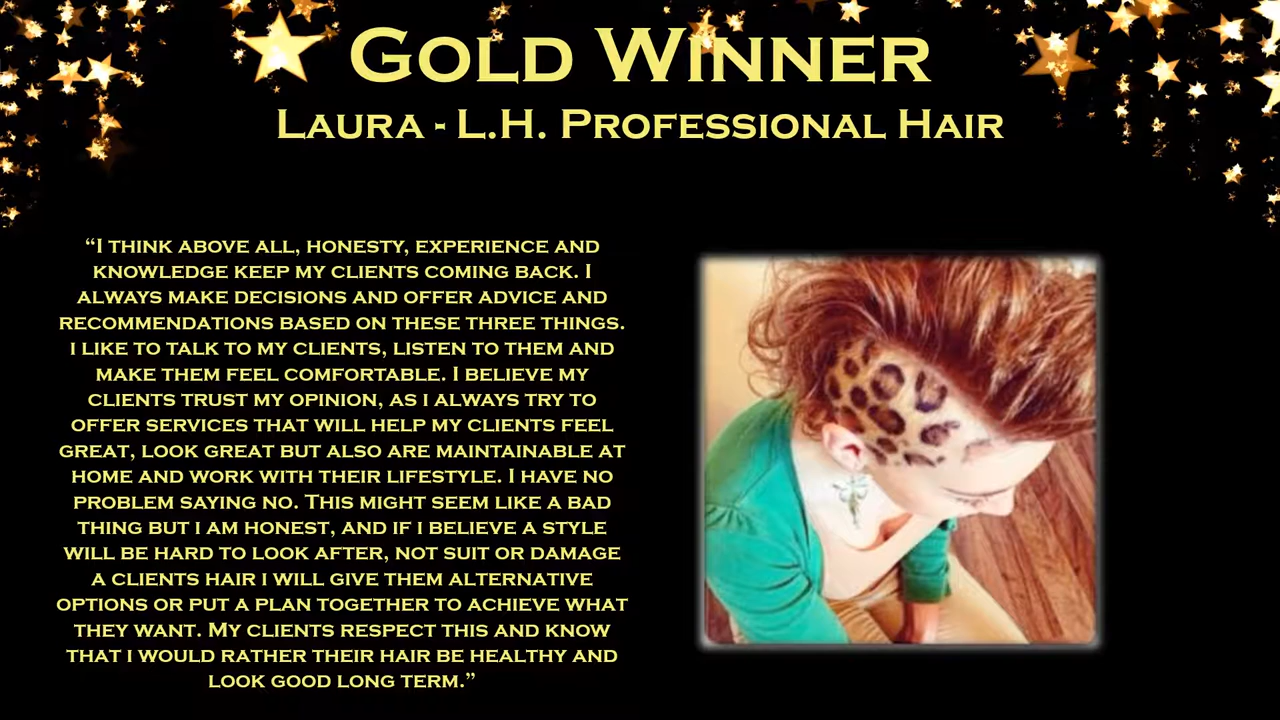 Gold Winner
Laura - L.H. Professional Hair
“I think above all, honesty, experience and
knowledge keep my clients coming back. I
always make decisions and offer advice and
recommendations based on these three things.
I like to talk to my clients, listen to them and
make them feel comfortable. I believe my
clients trust my opinion, as i always try to
offer services that will help my clients feel
great, look great but also are maintainable at
home and work with their lifestyle. I have no
problem saying no. This might seem like a bad
thing but i am honest, and if i believe a style
will be hard to look after, not suit or damage
a clients hair i will give them alternative
options or put a plan together to achieve what
they want. My clients respect this and know
that i would rather their hair be healthy and
look good long term.”